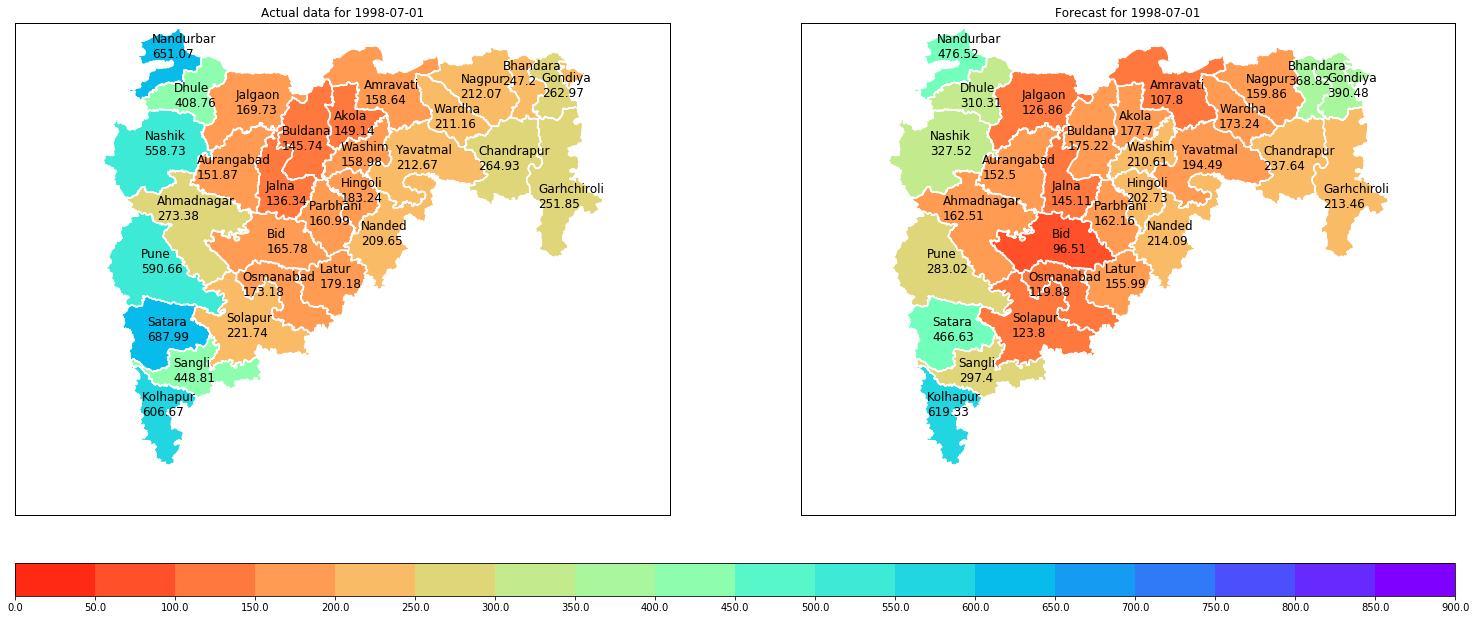 Actual data for 1998-07-01
Nandurbar
651.07
Dhule
408.76
Jalgaon
169.73
Nashik
558.73
Buldana
145.74
Akola
149.14
Amravati
158.64
Nagpur
212.07
Bhandara
247.2
Gondiya
262.97
Wardha
211.16
Aurangabad
151.87
Washim
158.98
Yavatmal
212.67
Chandrapur
264.93
Ahmadnagar
273.38
Jalna
136.34
Hingoli
183.24
Parbhani
160.99
Garhchiroli
251.85
Pune
590.66
Bid
165.78
Nanded
209.65
Osmanabad
173.18
Latur
179.18
Satara
687.99
Solapur
221.74
Sangli
448.81
Kolhapur
606.67
Forecast for 1998-07-01
Nandurbar
476.52
Dhule
310.31
Jalgaon
126.86
Nashik
327.52
Buldana
175.22
Akola
177.7
Amravati
107.8
Nagpur
159.86
Bhandara
368.82
Gondiya
390.48
Wardha
173.24
Aurangabad
152.5
Washim
210.61
Yavatmal
194.49
Chandrapur
237.64
Ahmadnagar
162.51
Jalna
145.11
Hingoli
202.73
Parbhani
162.16
Garhchiroli
213.46
Pune
283.02
Bid
96.51
Nanded
214.09
Osmanabad
119.88
Latur
155.99
Satara
466.63
Solapur
123.8
Sangli
297.4
Kolhapur
619.33
0.0 50.0 100.0 150.0 200.0 250.0 300.0 350.0 400.0 450.0 500.0 550.0 600.0 650.0 700.0 750.0 800.0 850.0 900.0